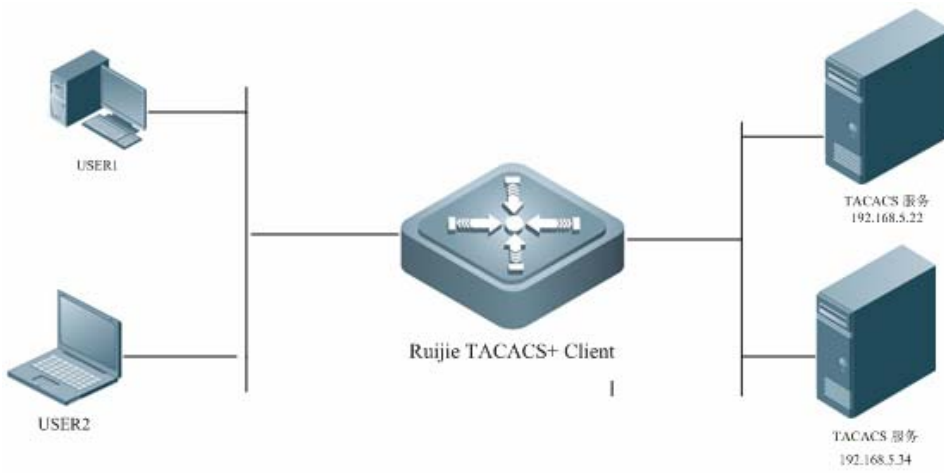 USER1
TACACS 服务
192.168.5.22
Ruijie TACACS+ Client
USER2
TACACS 服务
192.168.5.34